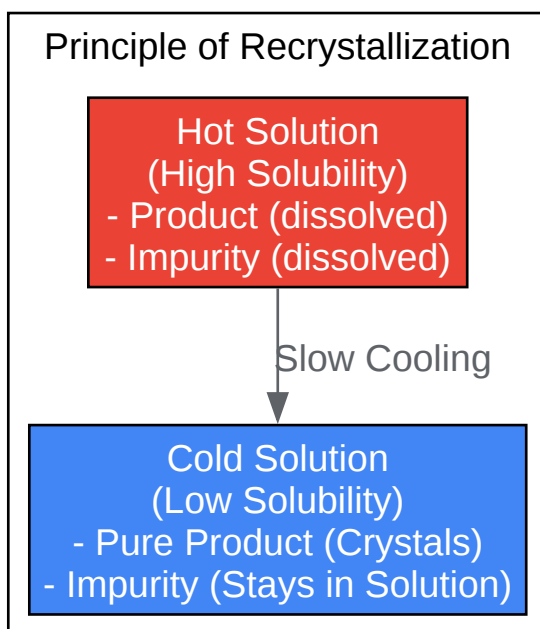 Principle of Recrystallization
Hot Solution
(High Solubility)
- Product (dissolved)
- Impurity (dissolved)
Slow Cooling
Cold Solution
(Low Solubility)
- Pure Product (Crystals)
- Impurity (Stays in Solution)